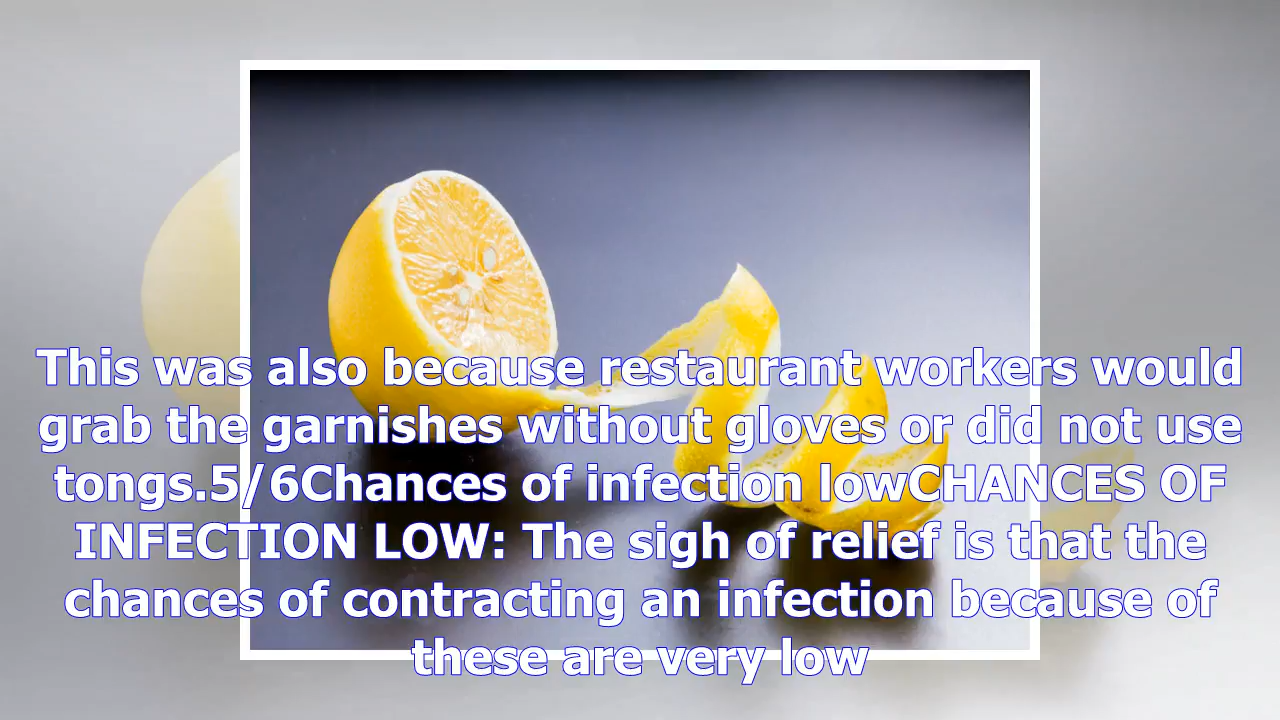 This was also because restaurant workers would
grab the garnishes without gloves or did not use
tongs.5/6Chances of infection lowCHANCES OF
INFECTION LOW: The sigh of relief is that the
chances of contracting an infection because of
these are very low